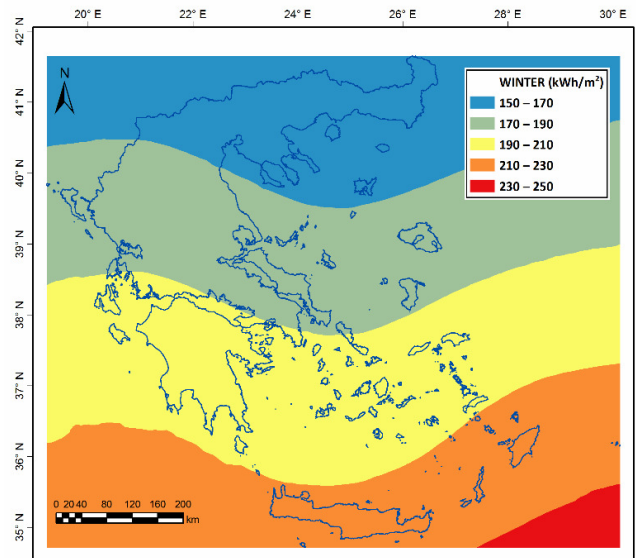 20° E 22° E 24° E 26° E 28° E 30° E
42° N
41° N
40° N
39° N
38° N
37° N
36° N
35° N
N
WINTER (kWh/m²)
150 – 170
170 – 190
190 – 210
210 – 230
230 – 250
0 20 40 80 120 160 200
km